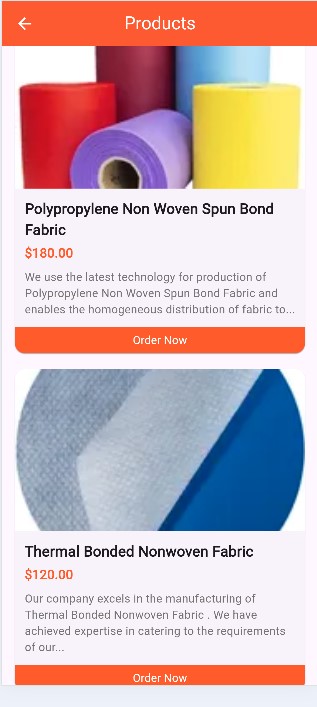 Products
Polypropylene Non Woven Spun Bond
Fabric
$180.00
We use the latest technology for production of
Polypropylene Non Woven Spun Bond Fabric and
enables the homogeneous distribution of fabric to...
Order Now
Thermal Bonded Nonwoven Fabric
$120.00
Our company excels in the manufacturing of
Thermal Bonded Nonwoven Fabric . We have
achieved expertise in catering to the requirements
of our...
Order Now